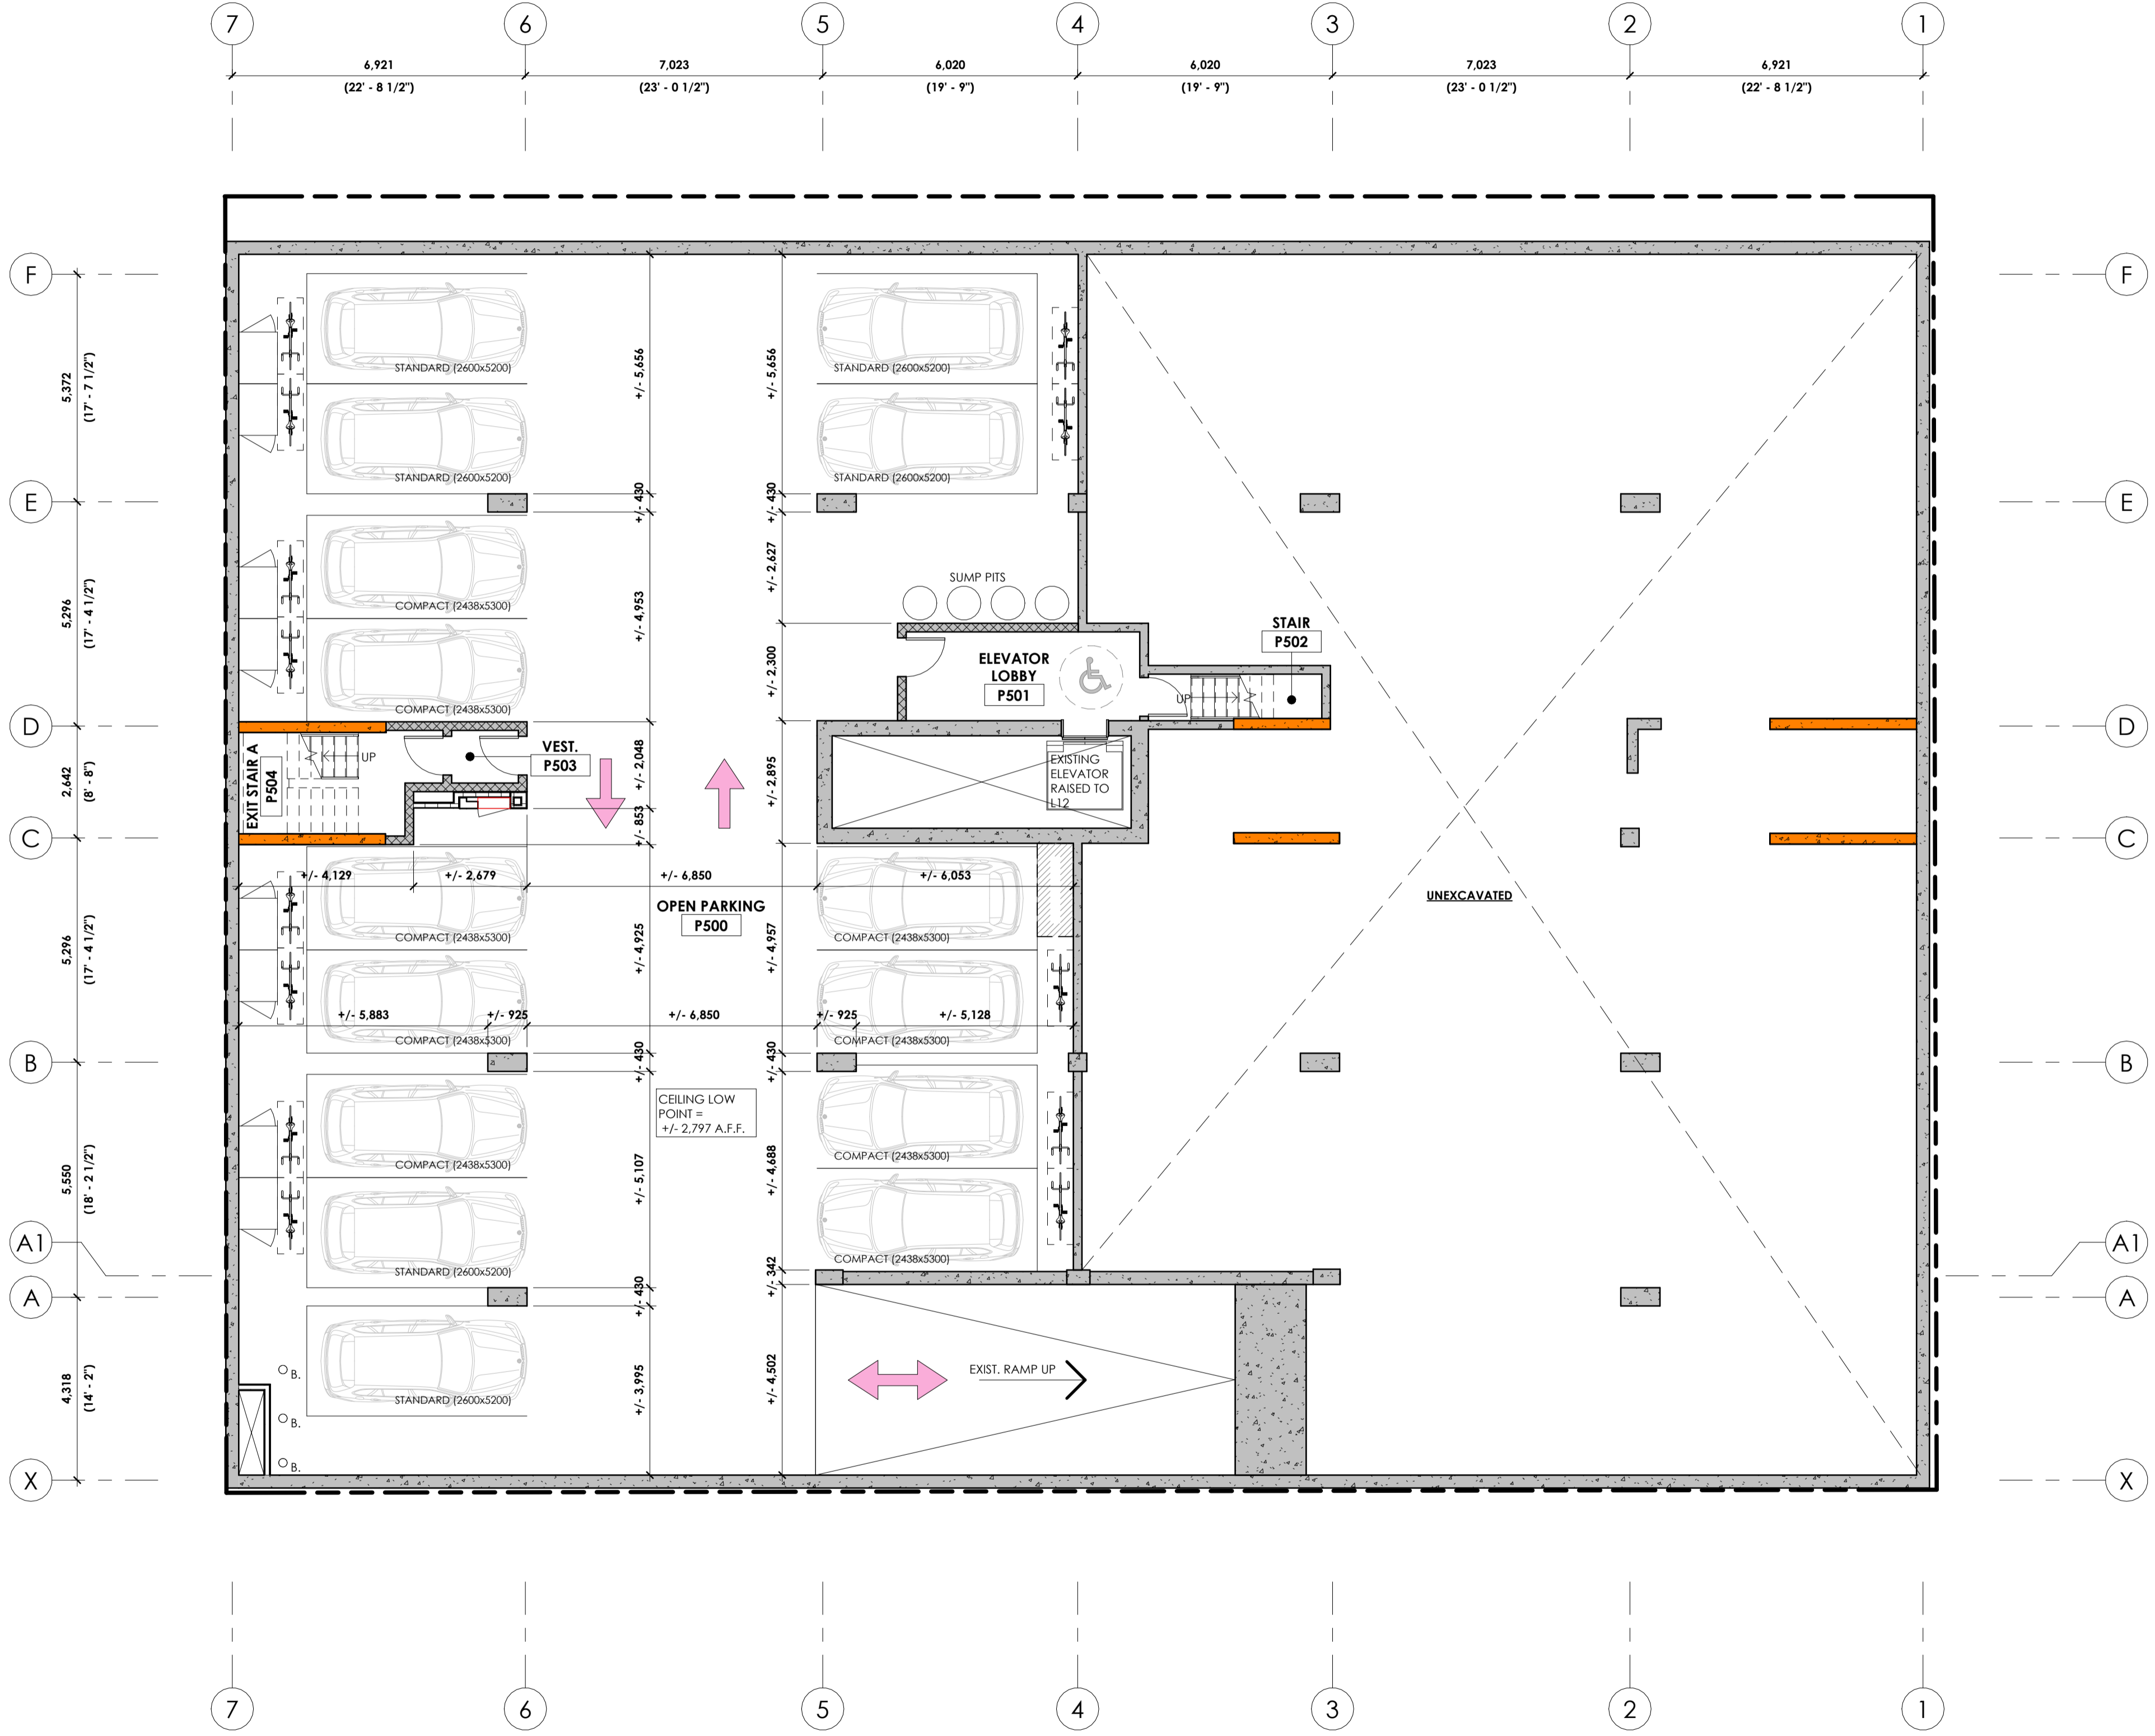 7 6 5 4 3 2 1
6,921 7,023 6,020 6,020 7,023 6,921
(22' - 8 1/2") (23' - 0 1/2") (19' - 9") (19' - 9") (23' - 0 1/2") (22' - 8 1/2")
F
F
5,372
(17' - 7 1/2")
STANDARD (2600x5200)
+/- 5,656
+/- 5,656
STANDARD (2600x5200)
STANDARD (2600x5200)
STANDARD (2600x5200)
E
+/- 430
+/- 430
E
5,296
(17' - 4 1/2")
COMPACT (2438x5300)
+/- 4,953
+/- 2,627
SUMP PITS
COMPACT (2438x5300)
+/- 2,300
ELEVATOR
LOBBY
P501
STAIR
P502
UP
D
D
2,642
(8' - 8")
EXIT STAIR A
P504
UP
VEST.
P503
+/- 2,048
+/- 853
+/- 2,895
EXISTING
ELEVATOR
RAISED TO
L12
C
C
+/- 4,129 +/- 2,679 +/- 6,850 +/- 6,053
UNEXCAVATED
OPEN PARKING
P500
5,296
(17' - 4 1/2")
COMPACT (2438x5300)
+/- 4,925
+/- 4,957
COMPACT (2438x5300)
+/- 5,883 +/- 925 +/- 6,850 +/- 925 +/- 5,128
COMPACT (2438x5300)
COMPACT (2438x5300)
B
+/- 430
+/- 430
B
CEILING LOW
POINT =
+/- 2,797 A.F.F.
5,550
(18' - 2 1/2")
COMPACT (2438x5300)
+/- 5,107
+/- 4,688
COMPACT (2438x5300)
A1
A1
STANDARD (2600x5200)
COMPACT (2438x5300)
A
+/- 430
+/- 342
A
4,318
(14' - 2")
B.
B.
B.
STANDARD (2600x5200)
+/- 3,995
+/- 4,502
EXIST. RAMP UP
X
X
7 6 5 4 3 2 1